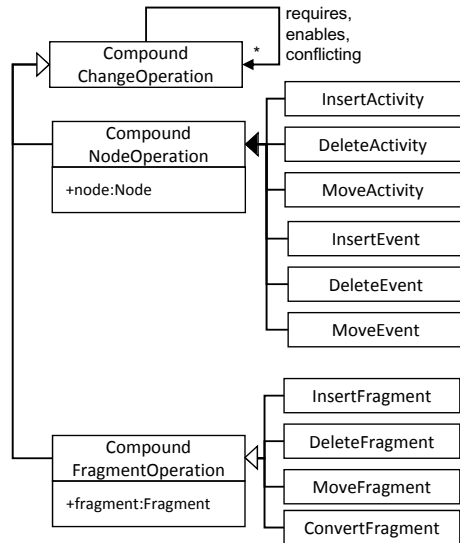 requires,
enables,
conflicting
*
Compound
ChangeOperation
Compound
NodeOperation
+node:Node
InsertActivity
DeleteActivity
MoveActivity
InsertEvent
DeleteEvent
MoveEvent
Compound
FragmentOperation
+fragment:Fragment
InsertFragment
DeleteFragment
MoveFragment
ConvertFragment